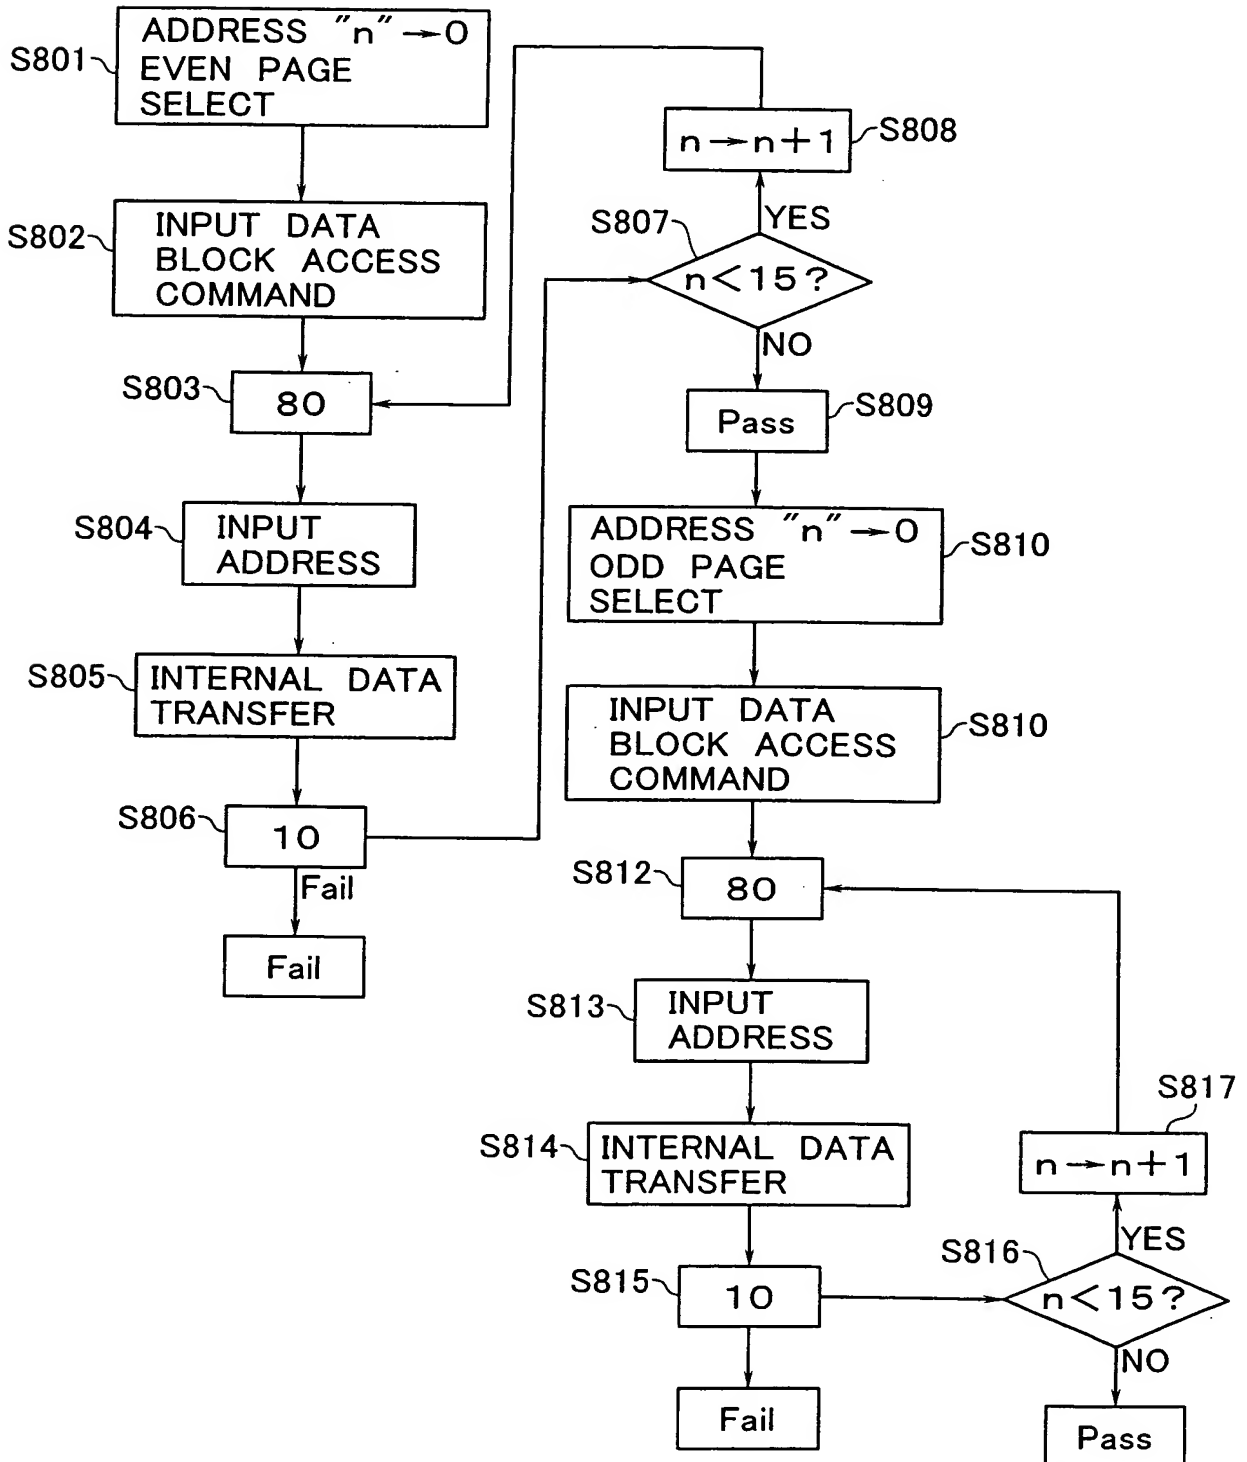 S801
ADDRESS "n"→0
EVEN PAGE
SELECT
S802
INPUT DATA
BLOCK ACCESS
COMMAND
S803
80
S804
INPUT
ADDRESS
S805
INTERNAL DATA
TRANSFER
S806
10
Fail
Fail
S808
n→n+1
YES
S807
n<15?
NO
S809
Pass
ADDRESS "n"→0
ODD PAGE
SELECT
S810
INPUT DATA
BLOCK ACCESS
COMMAND
S810
S812
80
S813
INPUT
ADDRESS
S814
INTERNAL DATA
TRANSFER
S815
10
Fail
S817
n→n+1
YES
S816
n<15?
NO
Pass